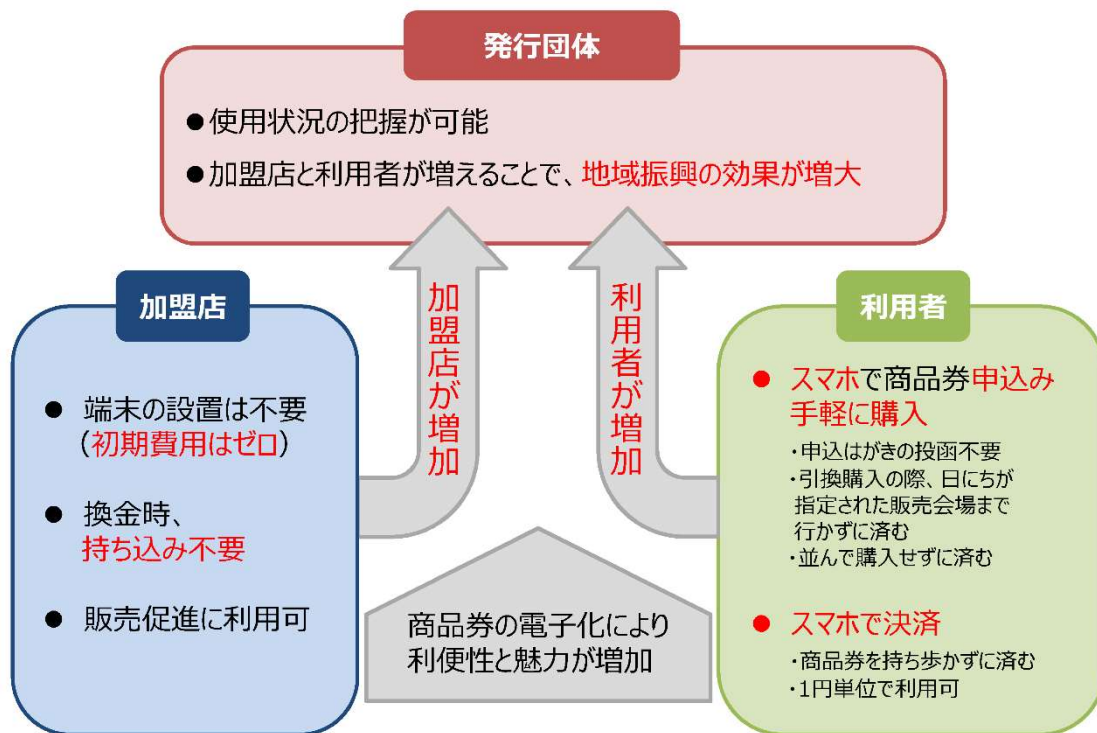 発行団体
●使用状況の把握が可能
●加盟店と利用者が増えることで、地域振興の効果が増大
加盟店
● 端末の設置は不要
(初期費用はゼロ)
● 換金時、
持ち込み不要
● 販売促進に利用可
加盟店が増加
利用者が増加
商品券の電子化により
利便性と魅力が増加
利用者
● スマホで商品券申込み
手軽に購入
・申込はがきの投函不要
・引換購入の際、日にちが
指定された販売会場まで
行かずに済む
・並んで購入せずに済む
● スマホで決済
・商品券を持ち歩かずに済む
・1円単位で利用可